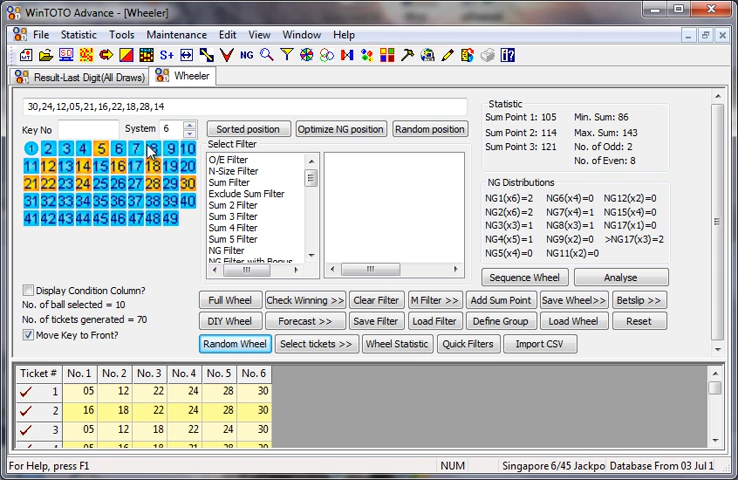 WinTOTO Advance - [Wheeler]
File Statistic Tools Maintenance Edit View Window Help
S+ NG
Result-Last Digit(All Draws) Wheeler
30,24,12,05,21,16,22,18,28,14
Key No System 6
Sorted position Optimize NG position Random position
1 2 3 4 5 6 7 8 9 10
11 12 13 14 15 16 17 18 19 20
21 22 23 24 25 26 27 28 29 30
31 32 33 34 35 36 37 38 39 40
41 42 43 44 45 46 47 48 49
Select Filter
O/E Filter
N-Size Filter
Sum Filter
Exclude Sum Filter
Sum 2 Filter
Sum 3 Filter
Sum 4 Filter
Sum 5 Filter
NG Filter
NG Filter with Bonus
Statistic
Sum Point 1: 105 Min. Sum: 86
Sum Point 2: 114 Max. Sum: 143
Sum Point 3: 121 No. of Odd: 2
No. of Even: 8
NG Distributions
NG1(x6)=2 NG6(x4)=0 NG12(x2)=0
NG2(x6)=2 NG7(x4)=0 NG15(x4)=0
NG3(x3)=1 NG8(x3)=1 NG17(x1)=0
NG4(x5)=1 NG9(x2)=0 >NG17(x3)=2
NG5(x4)=0 NG11(x2)=0
Sequence Wheel Analyse
Display Condition Column?
No. of ball selected = 10
No. of tickets generated = 70
Move Key to Front?
Full Wheel Check Winning >> Clear Filter M Filter >> Add Sum Point Save Wheel>> Betslip >>
DIY Wheel Forecast >> Save Filter Load Filter Define Group Load Wheel Reset
Random Wheel Select tickets >> Wheel Statistic Quick Filters Import CSV
Ticket # No. 1 No. 2 No. 3 No. 4 No. 5 No. 6
1 05 12 22 24 28 30
2 16 18 22 24 28 30
3 05 12 18 22 24 30
4 05 16 18 21 28 30
For Help, press F1 NUM Singapore 6/45 Jackpo Database From 03 Jul 1